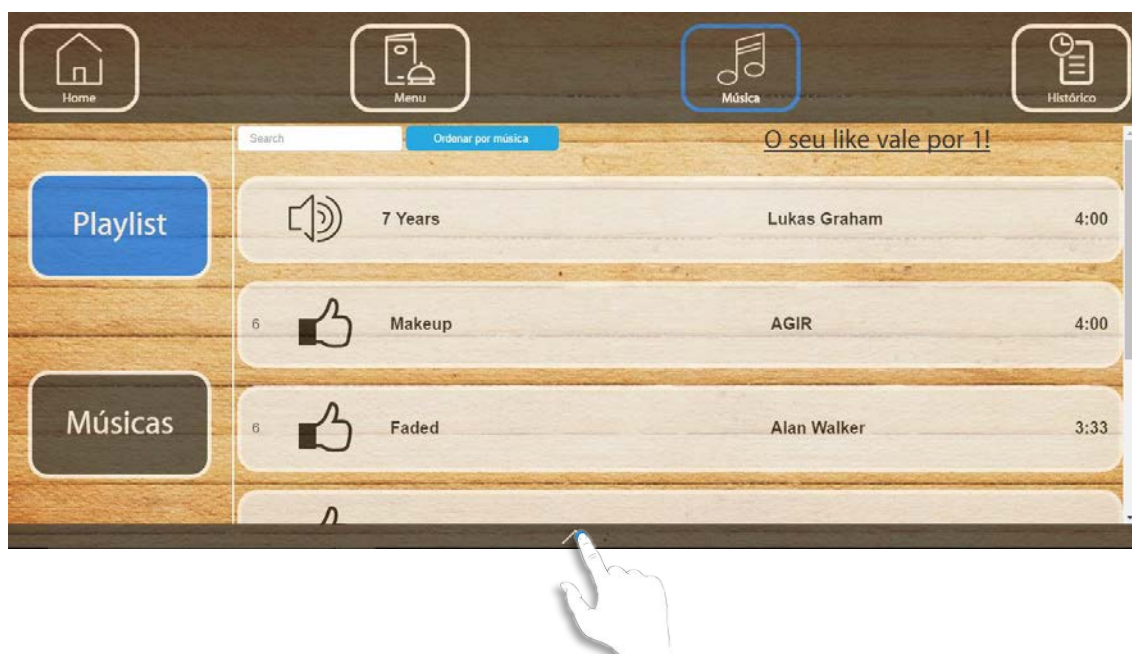 Home
Menu
Música
Histórico
Search
Ordenar por música
O seu like vale por 1!
Playlist
7 Years Lukas Graham 4:00
6 Makeup AGIR 4:00
Músicas
6 Faded Alan Walker 3:33